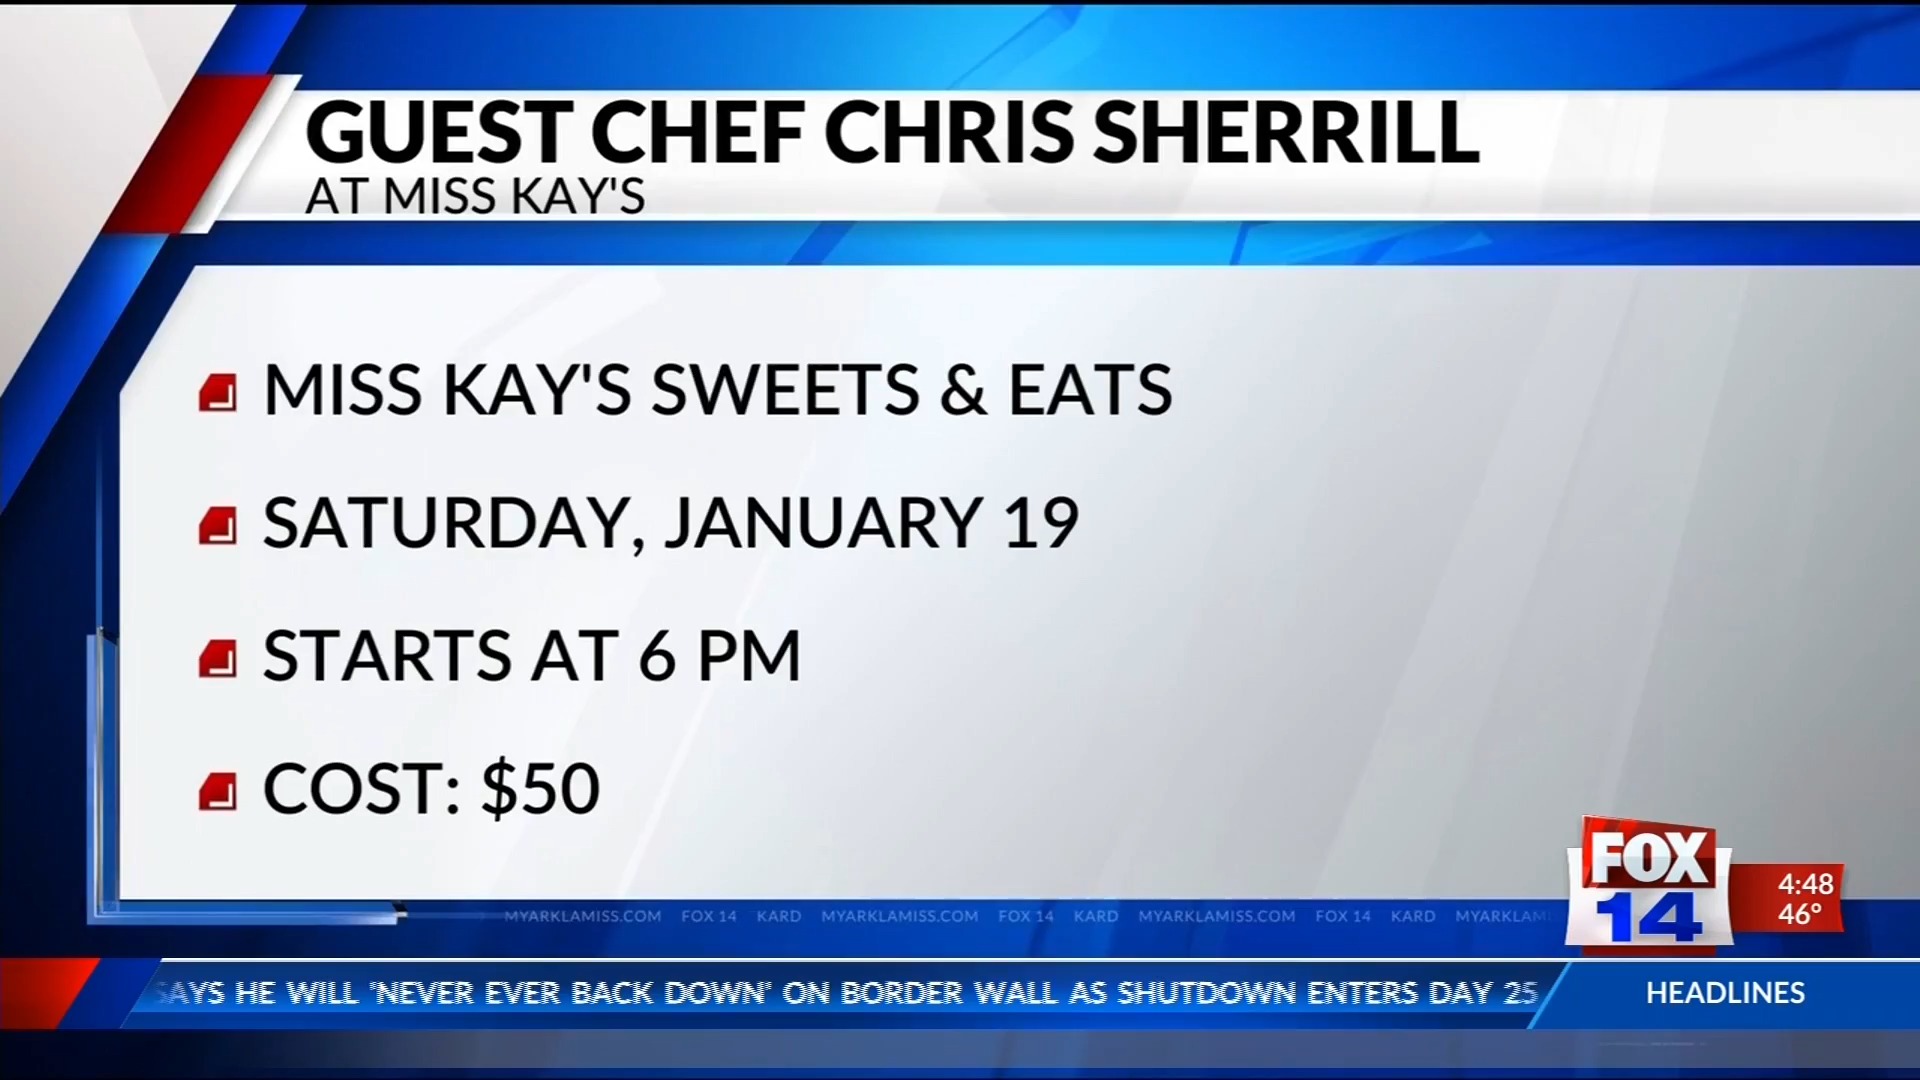 GUEST CHEF CHRIS SHERRILL
AT MISS KAY'S
MISS KAY'S SWEETS & EATS
SATURDAY, JANUARY 19
STARTS AT 6 PM
COST: $50
FOX
14
4:48
46°
MYARKLAMISS.COM FOX 14 KARD MYARKLAMISS.COM FOX 14 KARD MYARKLAMISS.COM FOX 14 KARD MYARKLAM
SAYS HE WILL 'NEVER EVER BACK DOWN' ON BORDER WALL AS SHUTDOWN ENTERS DAY 25
HEADLINES